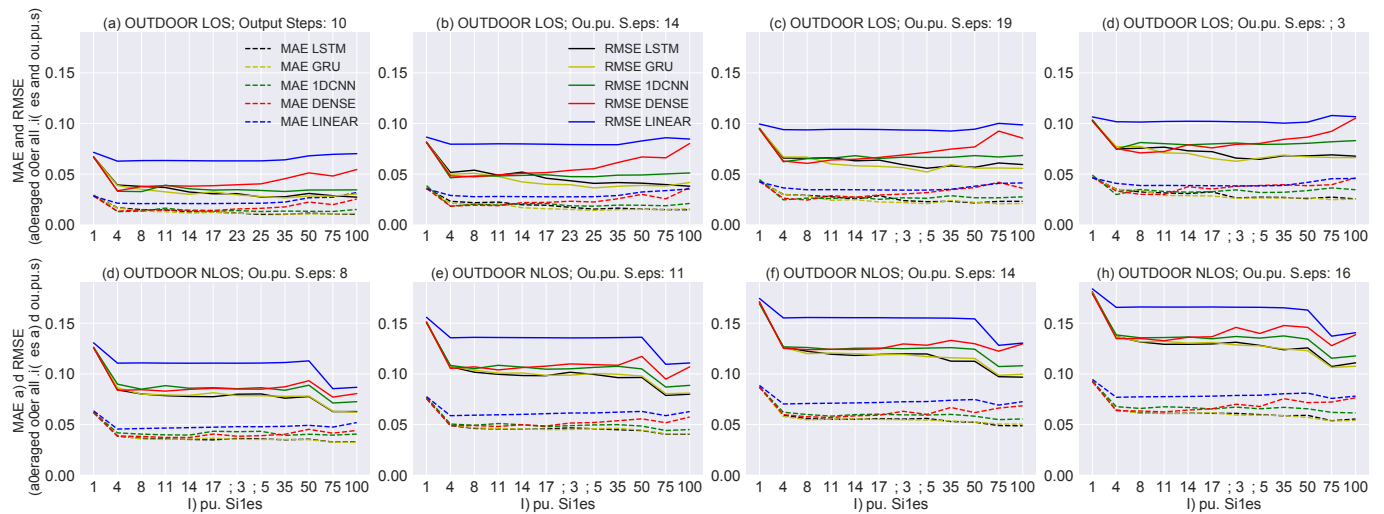 (a) OUTDOOR LOS; Output Steps: 10
(b) OUTDOOR LOS; Ou.pu. S.eps: 14
(c) OUTDOOR LOS; Ou.pu. S.eps: 19
(d) OUTDOOR LOS; Ou.pu. S.eps: ; 3
MAE and RMSE
(a0eraged o0er all .i( es and ou.pu.s)
0.15
0.10
0.05
0.00
MAE LSTM
MAE GRU
MAE 1DCNN
MAE DENSE
MAE LINEAR
RMSE LSTM
RMSE GRU
RMSE 1DCNN
RMSE DENSE
RMSE LINEAR
1 4 8 11 14 17 23 25 35 50 75 100
1 4 8 11 14 17 23 25 35 50 75 100
1 4 8 11 14 17 ; 3 ; 5 35 50 75 100
1 4 8 11 14 17 ; 3 ; 5 35 50 75 100
(d) OUTDOOR NLOS; Ou.pu. S.eps: 8
(e) OUTDOOR NLOS; Ou.pu. S.eps: 11
(f) OUTDOOR NLOS; Ou.pu. S.eps: 14
(h) OUTDOOR NLOS; Ou.pu. S.eps: 16
MAE a) d RMSE
(a0eraged o0er all .i( es a) d ou.pu.s)
0.15
0.10
0.05
0.00
1 4 8 11 14 17 ; 3 ; 5 35 50 75 100
1 4 8 11 14 17 ; 3 ; 5 35 50 75 100
1 4 8 11 14 17 ; 3 ; 5 35 50 75 100
1 4 8 11 14 17 ; 3 ; 5 35 50 75 100
I) pu. Si1es
I) pu. Si1es
I) pu. Si1es
I) pu. Si1es